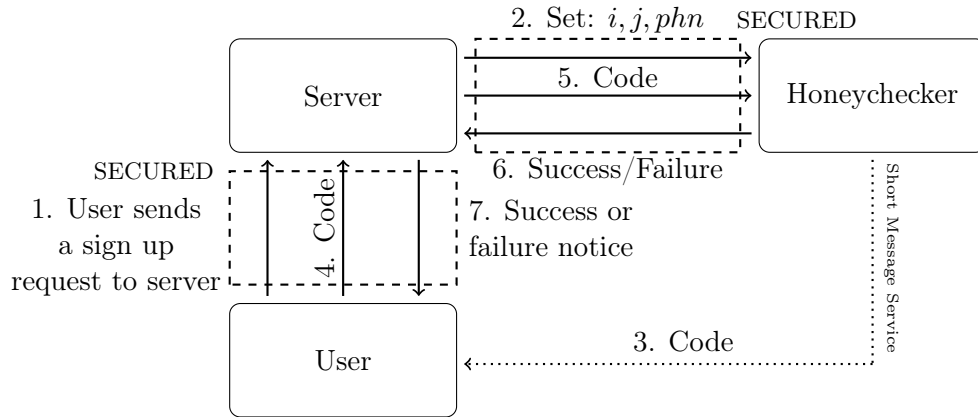 2. Set: i, j, phn
SECURED
Server
5. Code
Honeychecker
6. Success/Failure
SECURED
1. User sends
a sign up
request to server
4. Code
7. Success or
failure notice
Short Message Service
3. Code
User